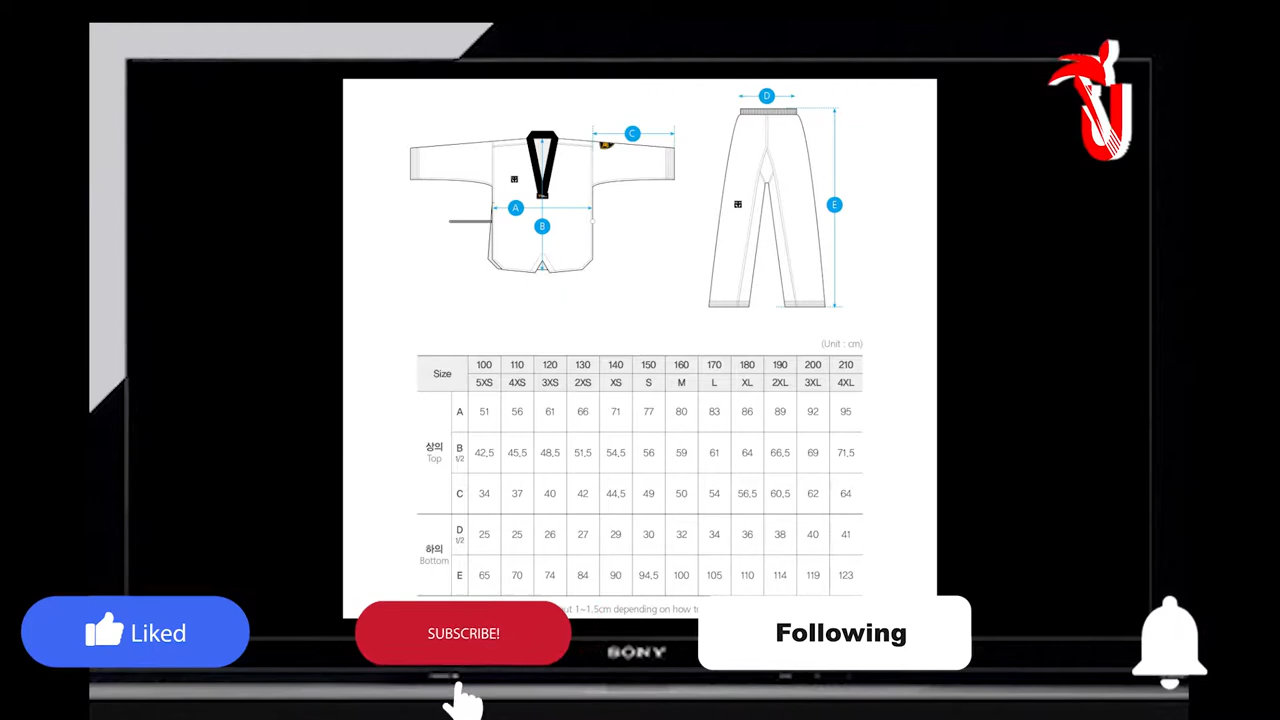 D
C
A
B
E
(Unit : cm)
Size 100 110 120 130 140 150 160 170 180 190 200 210
5XS 4XS 3XS 2XS XS S M L XL 2XL 3XL 4XL
상의
Top
A 51 56 61 66 71 77 80 83 86 89 92 95
B 1/2 42,5 45,5 48,5 51,5 54,5 56 59 61 64 66,5 69 71,5
C 34 37 40 42 44,5 49 50 54 56,5 60,5 62 64
하의
Bottom
D 1/2 25 25 26 27 29 30 32 34 36 38 40 41
E 65 70 74 84 90 94,5 100 105 110 114 119 123
1~1.5cm depending on how
Liked
SUBSCRIBE!
Following
SONY